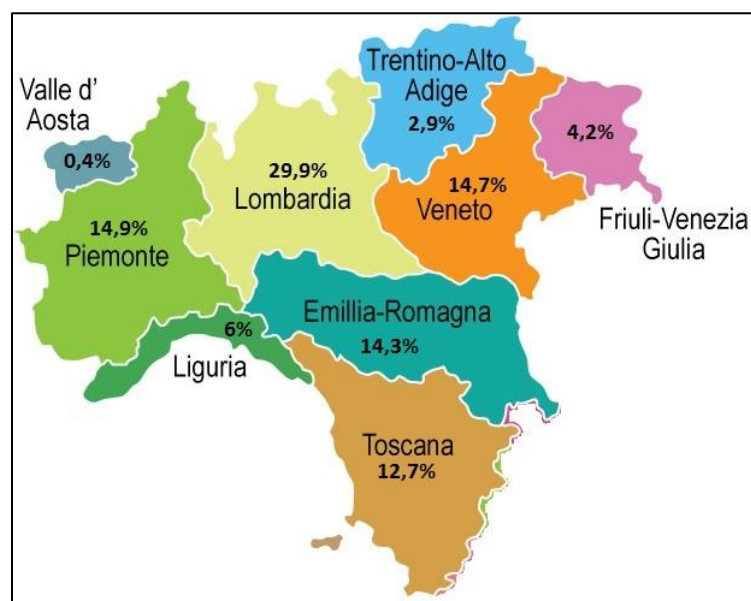 Trentino-Alto
Adige
2,9%
Valle d'
Aosta
0,4%
4,2%
29,9%
Lombardia
14,7%
Veneto
14,9%
Piemonte
Friuli-Venezia
Giulia
Emillia-Romagna
14,3%
6%
Liguria
Toscana
12,7%